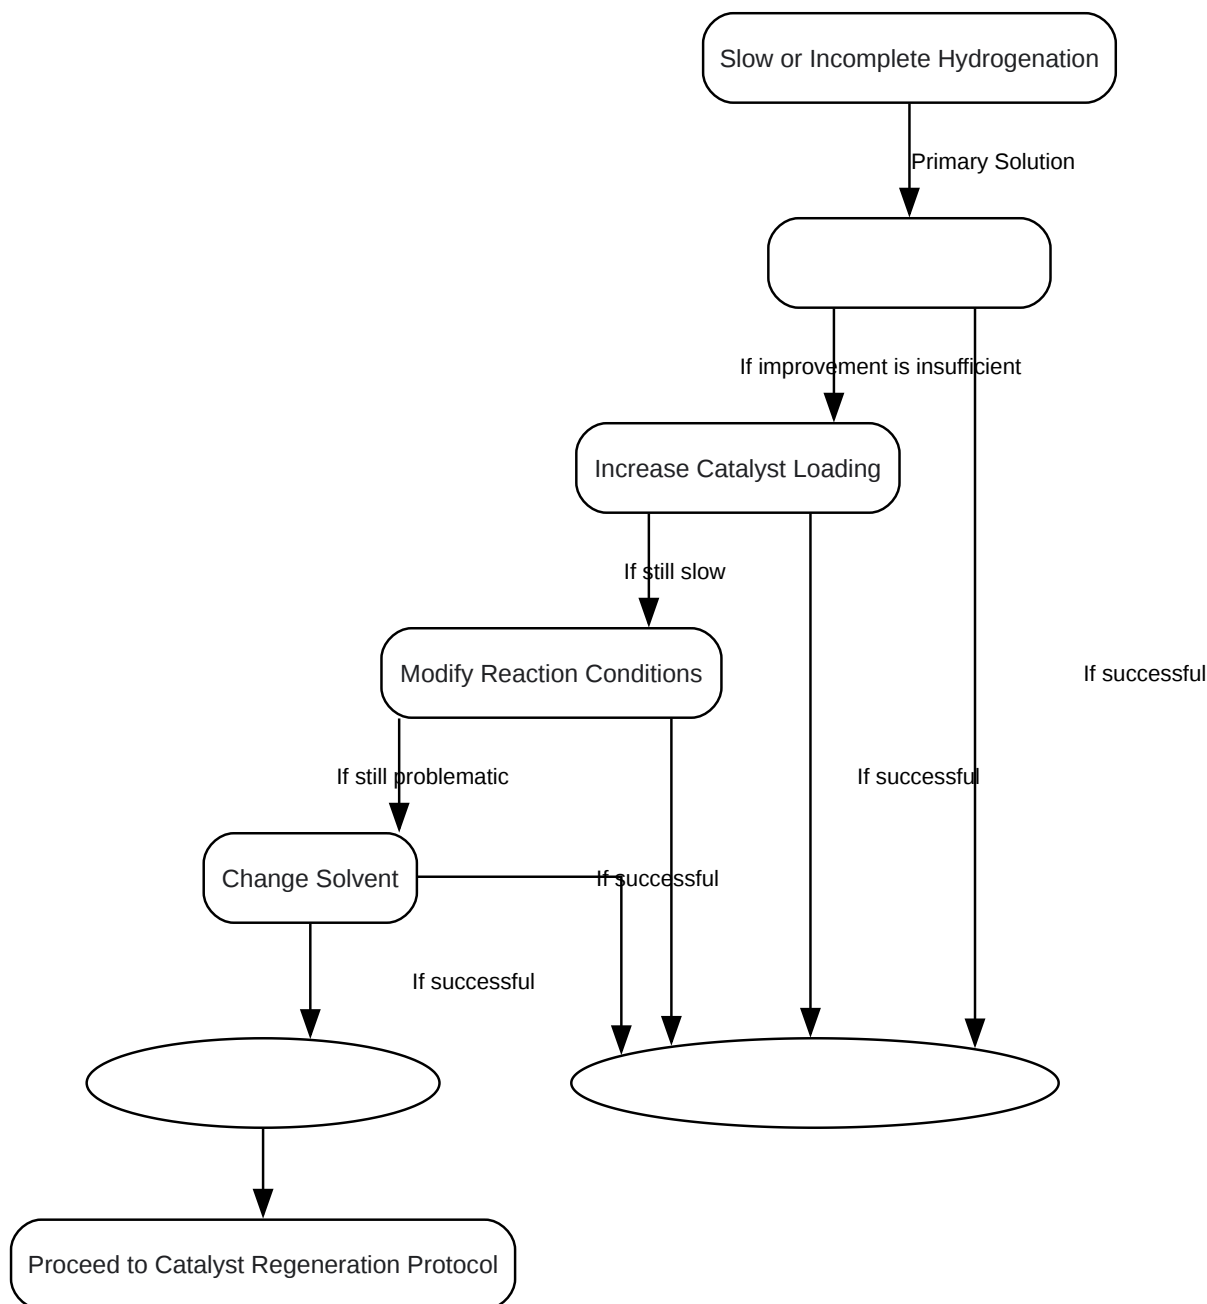 Slow or Incomplete Hydrogenation
Primary Solution
If improvement is insufficient
Increase Catalyst Loading
If still slow
Modify Reaction Conditions
If successful
If still problematic
If successful
Change Solvent
If successful
If successful
Proceed to Catalyst Regeneration Protocol